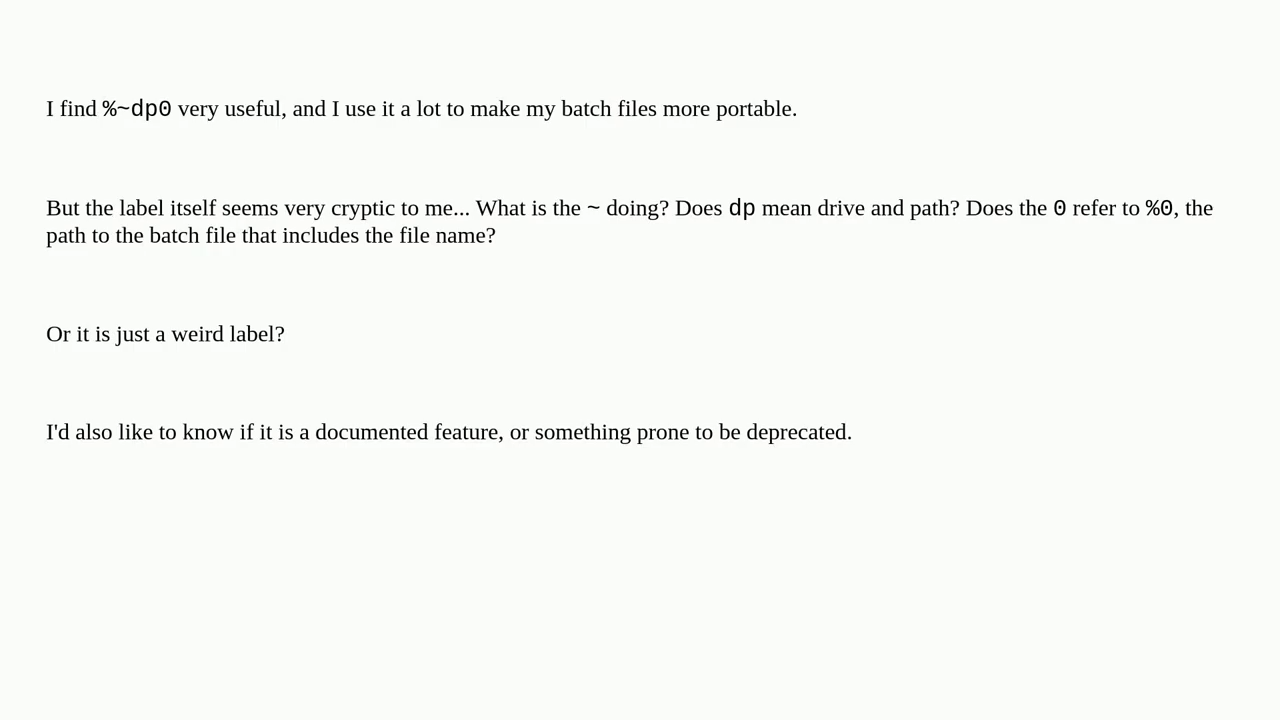 I find %~dp0 very useful, and I use it a lot to make my batch files more portable.
But the label itself seems very cryptic to me... What is the ~ doing? Does dp mean drive and path? Does the 0 refer to %0, the
path to the batch file that includes the file name?
Or it is just a weird label?
I'd also like to know if it is a documented feature, or something prone to be deprecated.